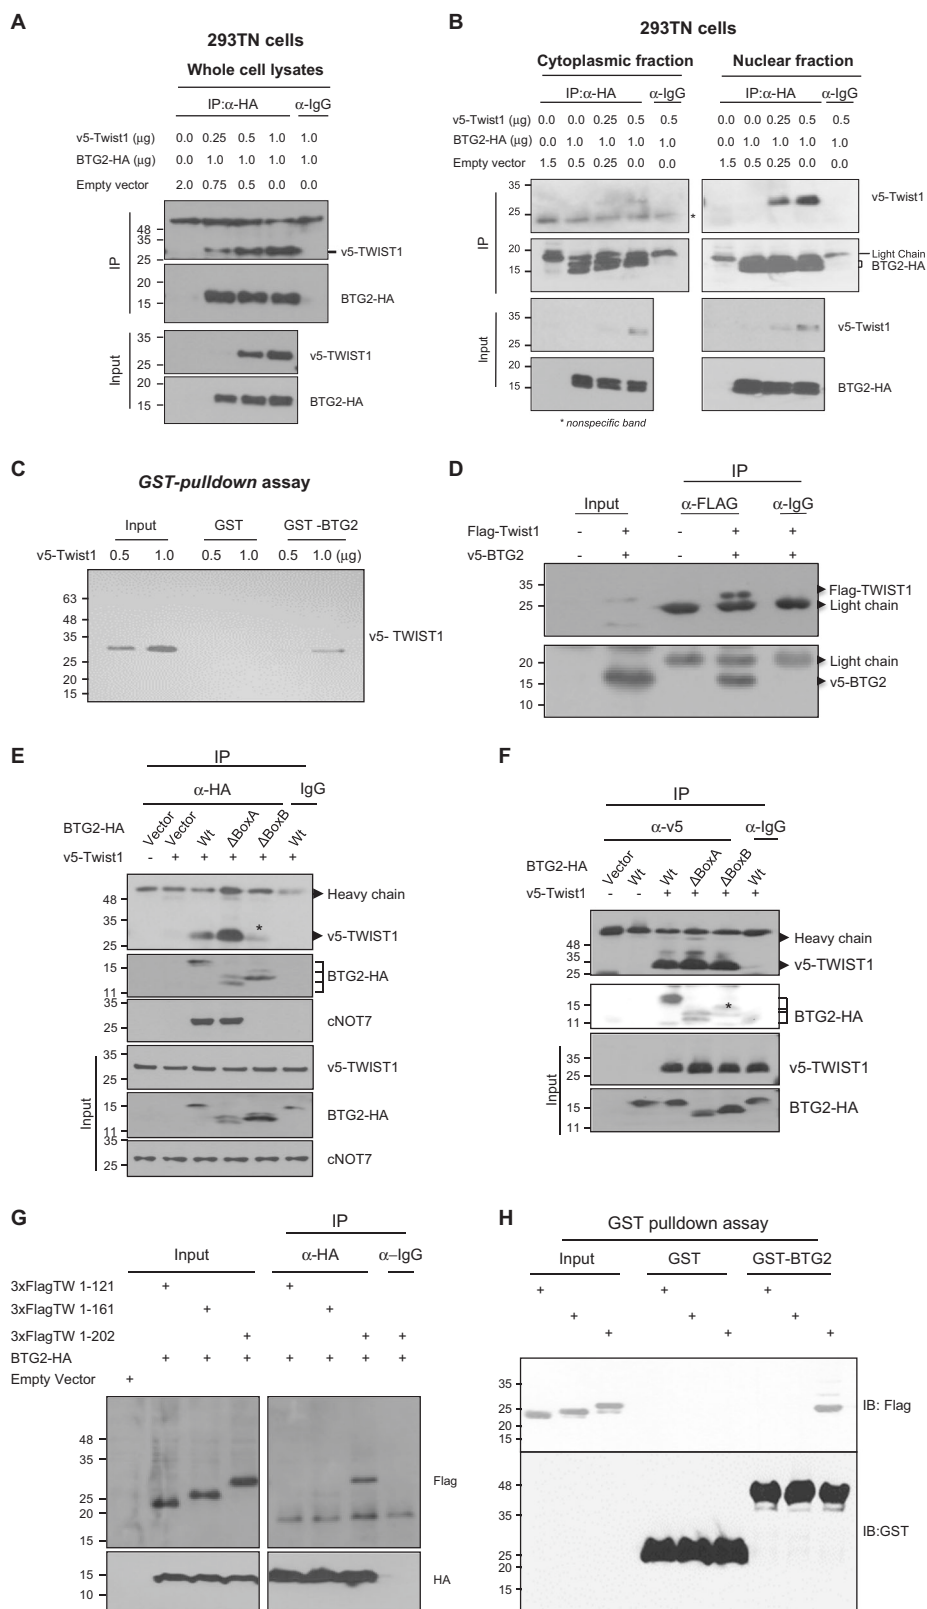 A
293TN cells
Whole cell lysates
IP:α-HA α-IgG
v5-Twist1 (µg) 0.0 0.25 0.5 1.0 1.0
BTG2-HA (µg) 0.0 1.0 1.0 1.0 1.0
Empty vector 2.0 0.75 0.5 0.0 0.0
IP
48
35
25
v5-TWIST1
20
15
BTG2-HA
Input
35
25
v5-TWIST1
20
15
BTG2-HA
B
293TN cells
Cytoplasmic fraction Nuclear fraction
IP:α-HA α-IgG IP:α-HA α-IgG
v5-Twist1 (µg) 0.0 0.0 0.25 0.5 0.5 0.0 0.0 0.25 0.5 0.5
BTG2-HA (µg) 0.0 1.0 1.0 1.0 1.0 0.0 1.0 1.0 1.0 1.0
Empty vector 1.5 0.5 0.25 0.0 0.0 1.5 0.5 0.25 0.0 0.0
IP
35
25
*
v5-Twist1
20
15
Light Chain
BTG2-HA
Input
35
25
v5-Twist1
20
15
BTG2-HA
* nonspecific band
C
GST-pulldown assay
Input GST GST -BTG2
v5-Twist1 0.5 1.0 0.5 1.0 0.5 1.0 (µg)
63
48
35
25
20
15
v5- TWIST1
D
IP
Input α-FLAG α-IgG
Flag-Twist1 - + - + +
v5-BTG2 - + - + +
35
25
Flag-TWIST1
Light chain
20
15
10
Light chain
v5-BTG2
E
IP
α-HA IgG
BTG2-HA Vector Vector Wt ΔBoxA ΔBoxB Wt
v5-Twist1 - + + + + +
48
35
25
Heavy chain
*
v5-TWIST1
15
11
BTG2-HA
35
25
cNOT7
Input
35
25
v5-TWIST1
15
11
BTG2-HA
35
25
cNOT7
F
IP
α-v5 α-IgG
BTG2-HA Vector Wt Wt ΔBoxA ΔBoxB Wt
v5-Twist1 - - + + + +
48
35
25
Heavy chain
v5-TWIST1
15
11
*
BTG2-HA
Input
35
25
v5-TWIST1
15
11
BTG2-HA
G
IP
Input α-HA α–IgG
3xFlagTW 1-121 + +
3xFlagTW 1-161 + +
3xFlagTW 1-202 + + +
BTG2-HA + + + + + + +
Empty Vector +
48
35
25
20
15
Flag
15
10
HA
H
GST pulldown assay
Input GST GST-BTG2
+ + +
+ + +
+ + +
35
25
20
15
IB: Flag
48
35
25
20
15
IB:GST